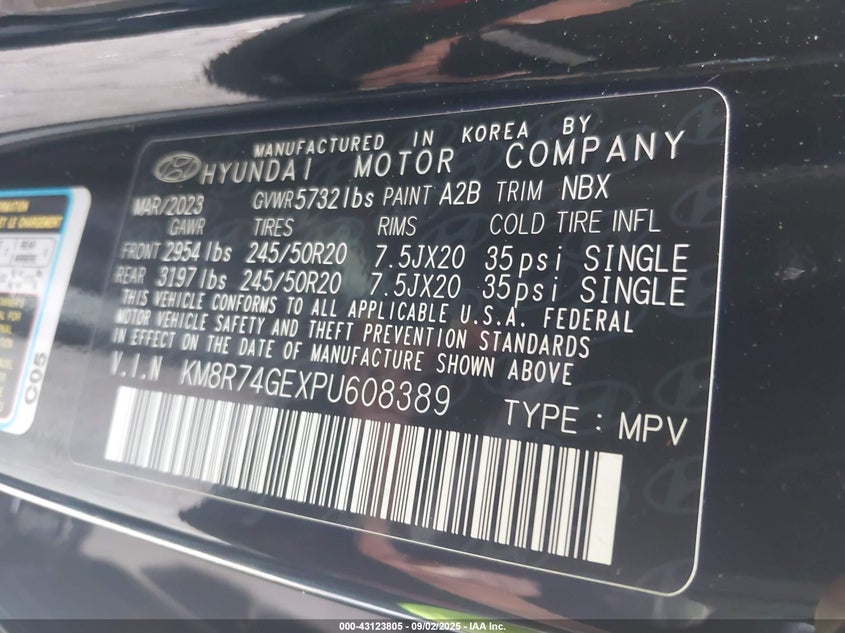 MANUFACTURED IN KOREA BY
HYUNDAI MOTOR COMPANY
MAR/2023 GVWR 5732lbs PAINT A2B TRIM NBX
GAWR TIRES RIMS COLD TIRE INFL
FRONT 2954 lbs 245/50R20 7.5JX20 35psi SINGLE
REAR 3197 lbs 245/50R20 7.5JX20 35psi SINGLE
THIS VEHICLE CONFORMS TO ALL APPLICABLE U.S.A. FEDERAL
MOTOR VEHICLE SAFETY AND THEFT PREVENTION STANDARDS
IN EFFECT ON THE DATE OF MANUFACTURE SHOWN ABOVE
V.I.N KM8R74GEXPU608389 TYPE : MPV
C05
000-43123805 - 09/02/2025 - IAA Inc.